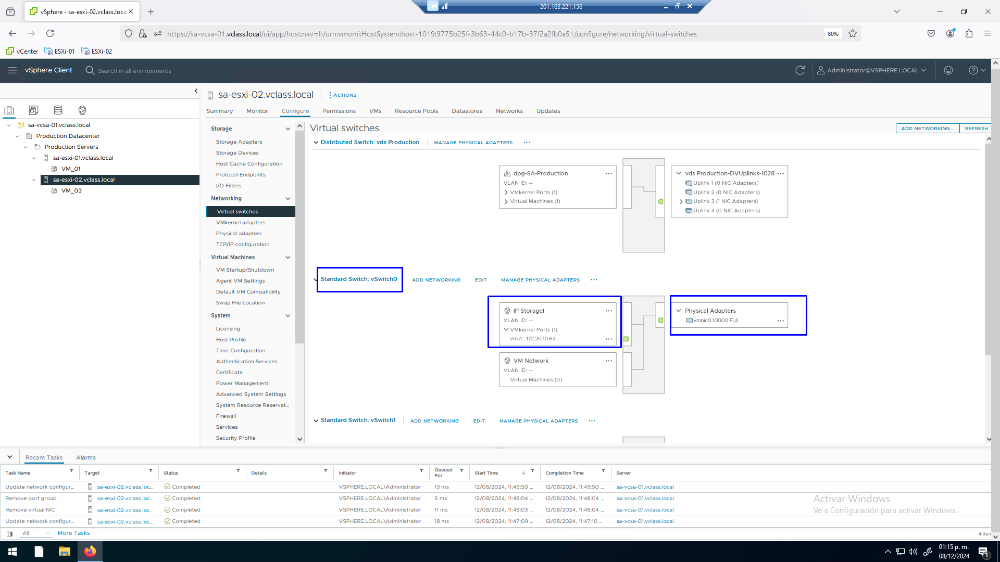 vSphere - sa-esxi-02.vclass.loca
201.163.221.156
https://sa-vcsa-01.vclass.local/ui/app/host;nav=h/urn:vmomi:HostSystem:host-1019:9775b25f-3b63-44c0-b17b-37f2a2fb0a51/configure/networking/virtual-switches
80%
vCenter
ESXi-01
ESXi-02
vSphere Client
Search in all environments
Administrator@VSPHERE.LOCAL
sa-vcsa-01.vclass.local
Production Datacenter
Production Servers
sa-esxi-01.vclass.local
VM_01
sa-esxi-02.vclass.local
VM_03
sa-esxi-02.vclass.local
ACTIONS
Summary
Monitor
Configure
Permissions
VMs
Resource Pools
Datastores
Networks
Updates
Storage
Storage Adapters
Storage Devices
Host Cache Configuration
Protocol Endpoints
I/O Filters
Networking
Virtual switches
VMkernel adapters
Physical adapters
TCP/IP configuration
Virtual Machines
VM Startup/Shutdown
Agent VM Settings
Default VM Compatibility
Swap File Location
System
Licensing
Host Profile
Time Configuration
Authentication Services
Certificate
Power Management
Advanced System Settings
System Resource Reservat...
Firewall
Services
Security Profile
Virtual switches
ADD NETWORKING...
REFRESH
Distributed Switch: vds Production
MANAGE PHYSICAL ADAPTERS
...
dpg-SA-Production ...
VLAN ID: --
VMkernel Ports (1)
Virtual Machines (1)
vds Production-DVUplinks-1028 ...
Uplink 1 (0 NIC Adapters)
Uplink 2 (0 NIC Adapters)
Uplink 3 (1 NIC Adapters)
Uplink 4 (0 NIC Adapters)
Standard Switch: vSwitch0
ADD NETWORKING
EDIT
MANAGE PHYSICAL ADAPTERS
...
IP Storagel ...
VLAN ID: --
VMkernel Ports (1)
vmk1 : 172.20.10.62 ...
Physical Adapters
vmnic0 10000 Full ...
VM Network ...
VLAN ID: --
Virtual Machines (0)
Standard Switch: vSwitch1
ADD NETWORKING
EDIT
MANAGE PHYSICAL ADAPTERS
...
Recent Tasks
Alarms
Task Name
Target
Status
Details
Initiator
Queued For
Start Time
Completion Time
Server
Update network configur... sa-esxi-02.vclass.loc... Completed VSPHERE.LOCAL\Administrator 13 ms 12/08/2024, 11:49:50 ... 12/08/2024, 11:49:50 ... sa-vcsa-01.vclass.local
Remove port group sa-esxi-02.vclass.loc... Completed VSPHERE.LOCAL\Administrator 5 ms 12/08/2024, 11:48:04 ... 12/08/2024, 11:48:04 ... sa-vcsa-01.vclass.local
Remove virtual NIC sa-esxi-02.vclass.loc... Completed VSPHERE.LOCAL\Administrator 11 ms 12/08/2024, 11:48:03 ... 12/08/2024, 11:48:04 ... sa-vcsa-01.vclass.local
Update network configur... sa-esxi-02.vclass.loc... Completed VSPHERE.LOCAL\Administrator 18 ms 12/08/2024, 11:47:09 ... 12/08/2024, 11:47:10 ... sa-vcsa-01.vclass.local
All
More Tasks
4 item
Activar Windows
Ve a Configuración para activar Windows.
01:15 p. m.
08/12/2024
1